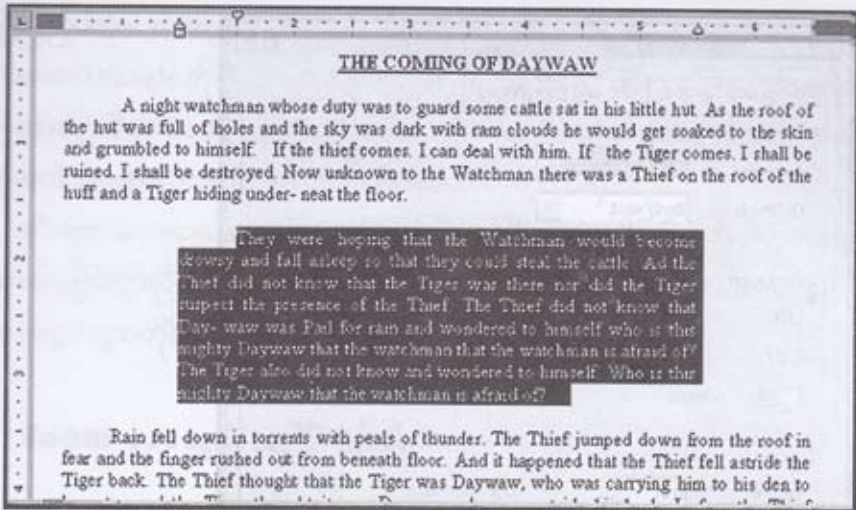 1 2 3 4 5 6
THE COMING OF DAYWAW
A night watchman whose duty was to guard some cattle sat in his little hut. As the roof of
the hut was full of holes and the sky was dark with ram clouds he would get soaked to the skin
and grumbled to himself. If the thief comes. I can deal with him. If the Tiger comes. I shall be
ruined. I shall be destroyed. Now unknown to the Watchman there was a Thief on the roof of the
huff and a Tiger hiding under- neat the floor.
They were hoping that the Watchman would become
drowsy and fall asleep so that they could steal the cattle. Ad the
Thief did not know that the Tiger was there nor did the Tiger
suspect the presence of the Thief. The Thief did not know that
Day- waw was Pail for rain and wondered to himself who is this
mighty Daywaw that the watchman that the watchman is afraid of?
The Tiger also did not know and wondered to himself. Who is this
mighty Daywaw that the watchman is afraid of?
Rain fell down in torrents with peals of thunder. The Thief jumped down from the roof in
fear and the finger rushed out from beneath floor. And it happened that the Thief fell astride the
Tiger back. The Thief thought that the Tiger was Daywaw, who was carrying him to his den to